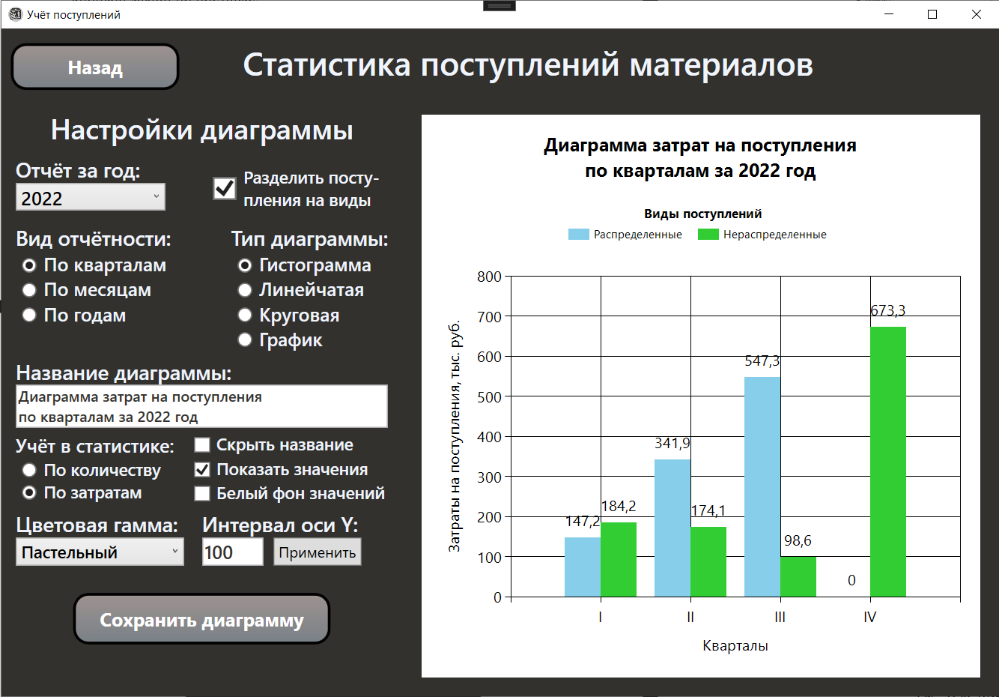 Учёт поступлений
Назад
Статистика поступлений материалов
Настройки диаграммы
Отчёт за год:
2022
Разделить посту-
пления на виды
Вид отчётности:
По кварталам
По месяцам
По годам
Тип диаграммы:
Гистограмма
Линейчатая
Круговая
График
Название диаграммы:
Диаграмма затрат на поступления
по кварталам за 2022 год
Учёт в статистике:
По количеству
По затратам
Скрыть название
Показать значения
Белый фон значений
Цветовая гамма:
Пастельный
Интервал оси Y:
100
Применить
Сохранить диаграмму
Диаграмма затрат на поступления
по кварталам за 2022 год
Виды поступлений
Распределенные
Нераспределенные
Затраты на поступления, тыс. руб.
800
700
600
500
400
300
200
100
0
147,2
184,2
341,9
174,1
547,3
98,6
0
673,3
I
II
III
IV
Кварталы